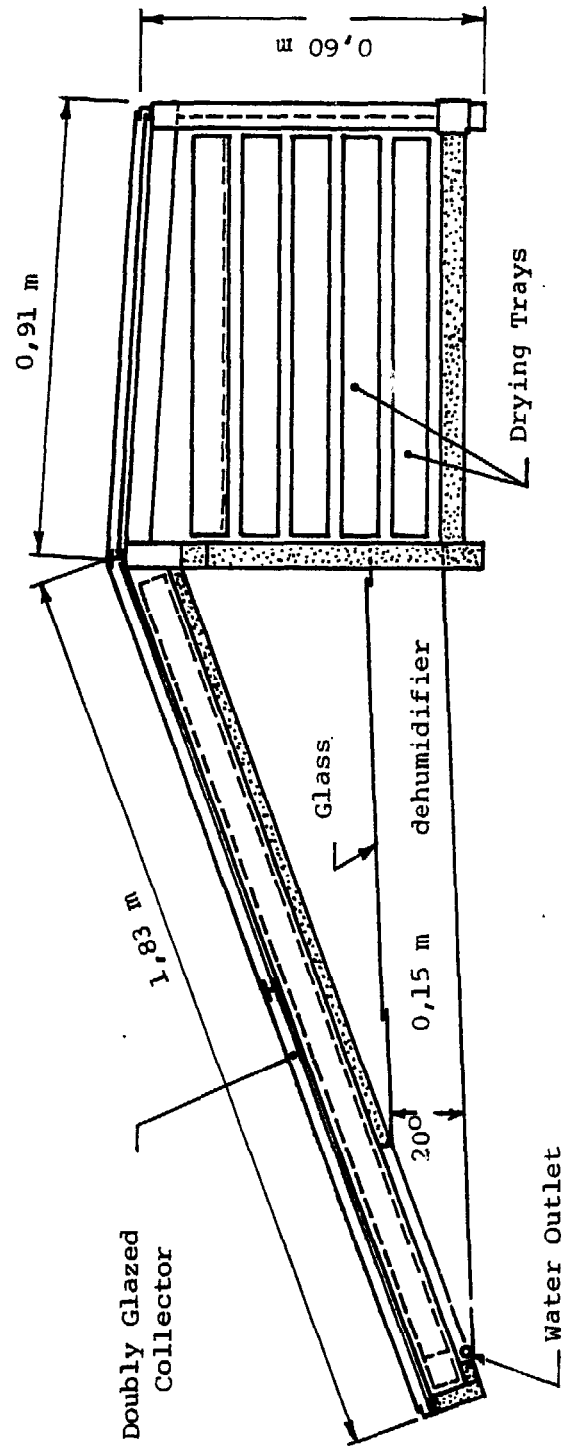 0,60 m
0,91 m
1,83 m
Doubly Glazed
Collector
Glass
dehumidifier
0,15 m
20°
Drying Trays
Water Outlet